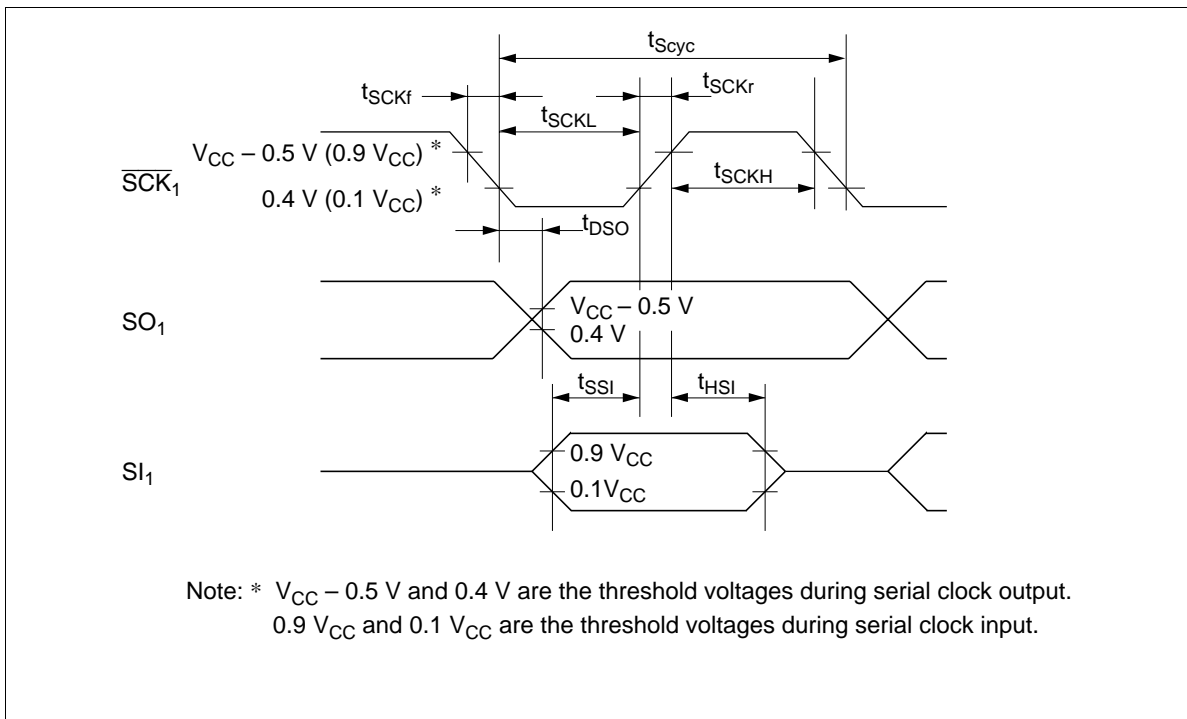 tScyc
tSCKf
tSCKr
tSCKL
VCC – 0.5 V (0.9 VCC) *
SCK1
tSCKH
0.4 V (0.1 VCC) *
tDSO
VCC – 0.5 V
SO1
0.4 V
tSSI
tHSI
0.9 VCC
SI1
0.1VCC
Note: * VCC – 0.5 V and 0.4 V are the threshold voltages during serial clock output.
0.9 VCC and 0.1 VCC are the threshold voltages during serial clock input.